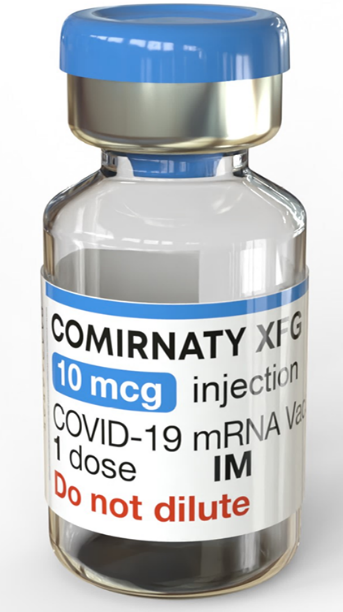 COMIRNATY XFG
10 mcg injection
COVID-19 mRNA Vac
1 dose IM
Do not dilute